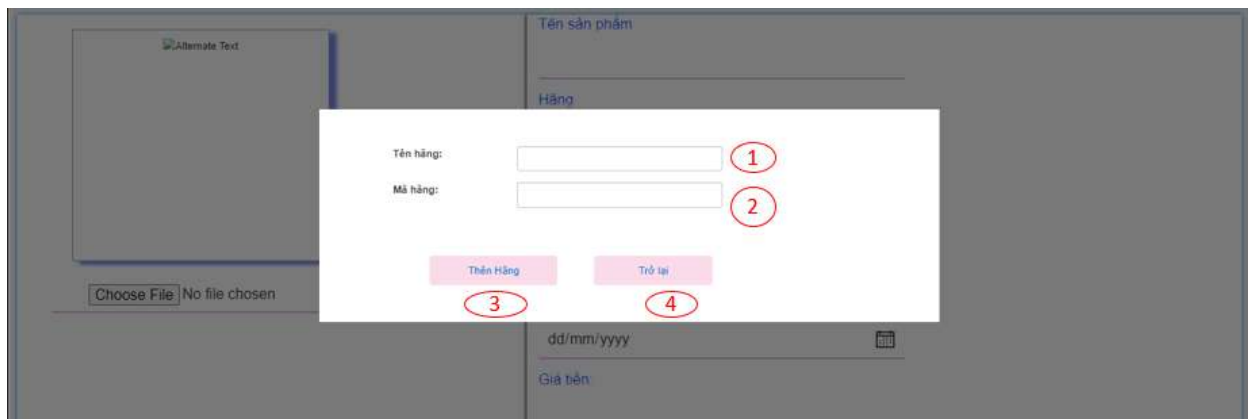 Tên sản phẩm
Alternate Text
Hãng
Tên hãng:
1
Mã hãng:
2
Thên Hãng
Trở lại
3
4
Choose File No file chosen
dd/mm/yyyy
Giá tiền: